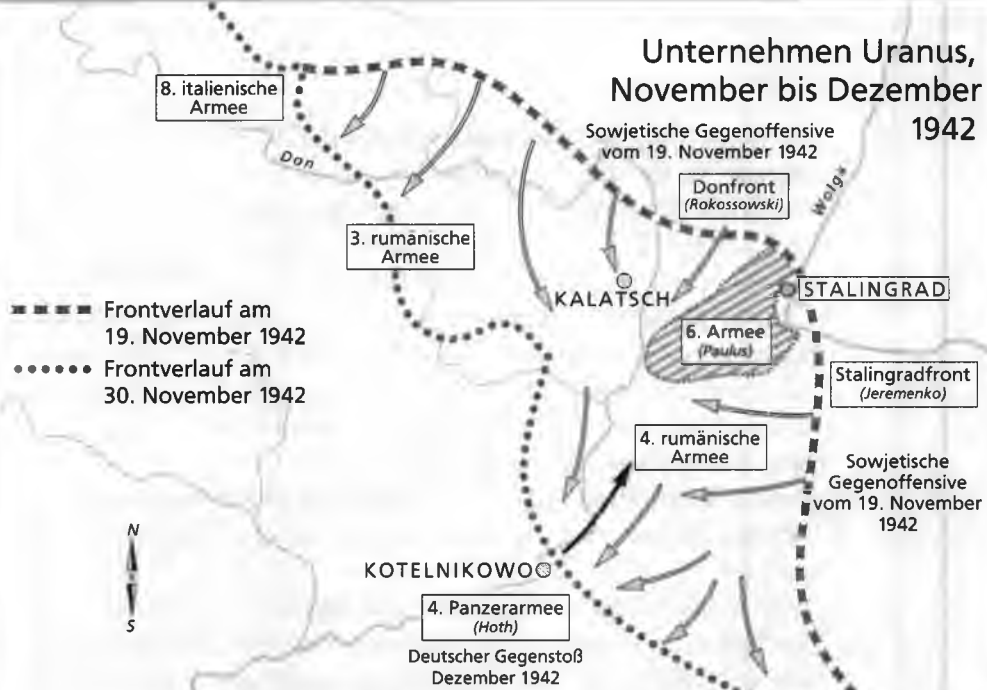 Unternehmen Uranus,
November bis Dezember
1942
8. italienische
Armee
Sowjetische Gegenoffensive
vom 19. November 1942
Don
Donfront
(Rokossowski)
Wolga
3. rumänische
Armee
KALATSCH
STALINGRAD
Frontverlauf am
19. November 1942
6. Armee
(Paulus)
Frontverlauf am
30. November 1942
Stalingradfront
(Jeremenko)
4. rumänische
Armee
Sowjetische
Gegenoffensive
vom 19. November
1942
N
S
KOTELNIKOWO
4. Panzerarmee
(Hoth)
Deutscher Gegenstoß
Dezember 1942